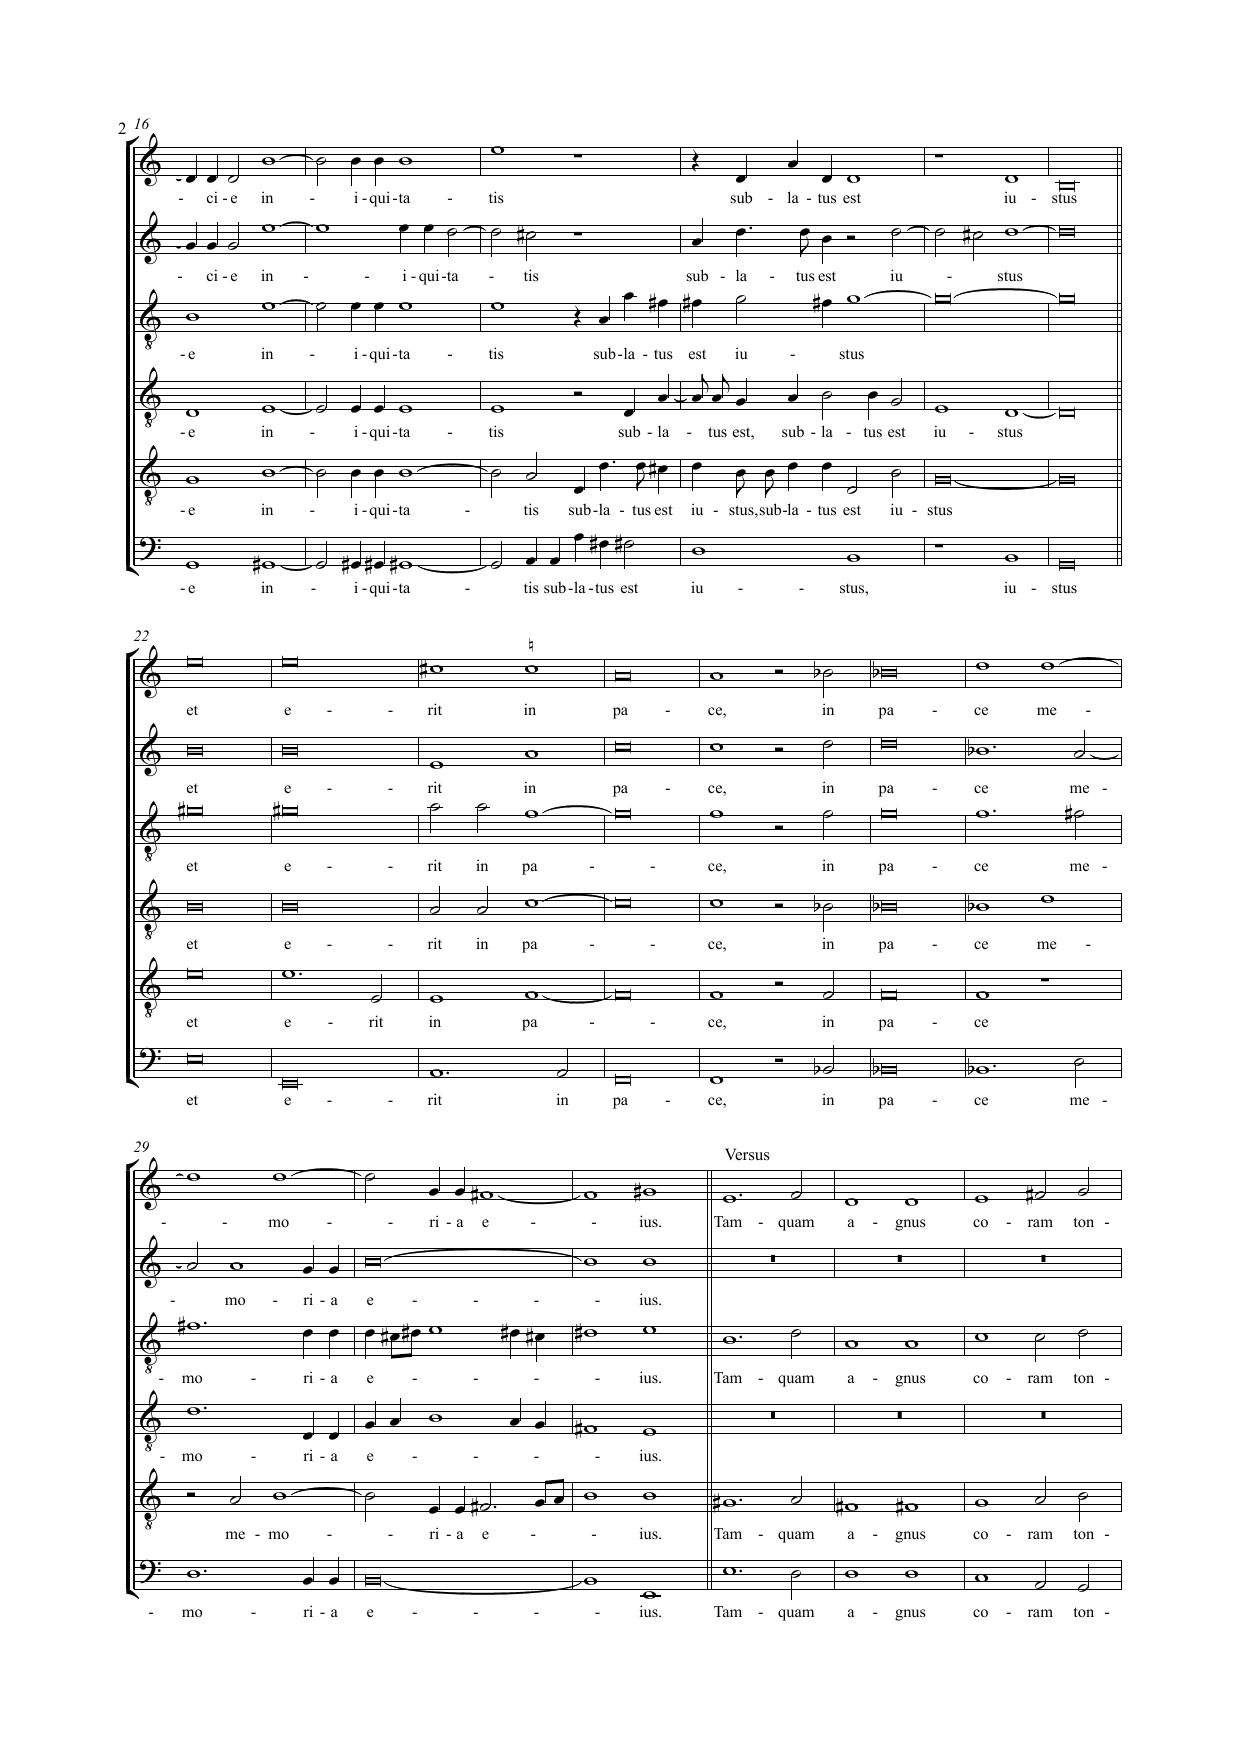 2 16
- ci - e in - i - qui - ta - tis sub - la - tus est iu - stus
- ci - e in - - i - qui - ta - tis sub - la - tus est iu - stus
- e in - i - qui - ta - tis sub - la - tus est iu - stus
- e in - i - qui - ta - tis sub - la - tus est, sub - la - tus est iu - stus
- e in - i - qui - ta - tis sub - la - tus est iu - stus, sub - la - tus est iu - stus
- e in - i - qui - ta - tis sub - la - tus est iu - - stus, iu - stus
22
et e - - rit in pa - ce, in pa - ce me -
et e - - rit in pa - ce, in pa - ce me -
et e - - rit in pa - - ce, in pa - ce me -
et e - - rit in pa - - ce, in pa - ce me -
et e - rit in pa - - ce, in pa - ce
et e - - rit in pa - ce, in pa - ce me -
29
Versus
- - mo - - ri - a e - - ius. Tam - quam a - gnus co - ram ton -
- mo - ri - a e - - - - ius.
- mo - ri - a e - - - - ius. Tam - quam a - gnus co - ram ton -
- mo - ri - a e - - - - ius.
me - mo - - ri - a e - - ius. Tam - quam a - gnus co - ram ton -
- mo - ri - a e - - - - ius. Tam - quam a - gnus co - ram ton -